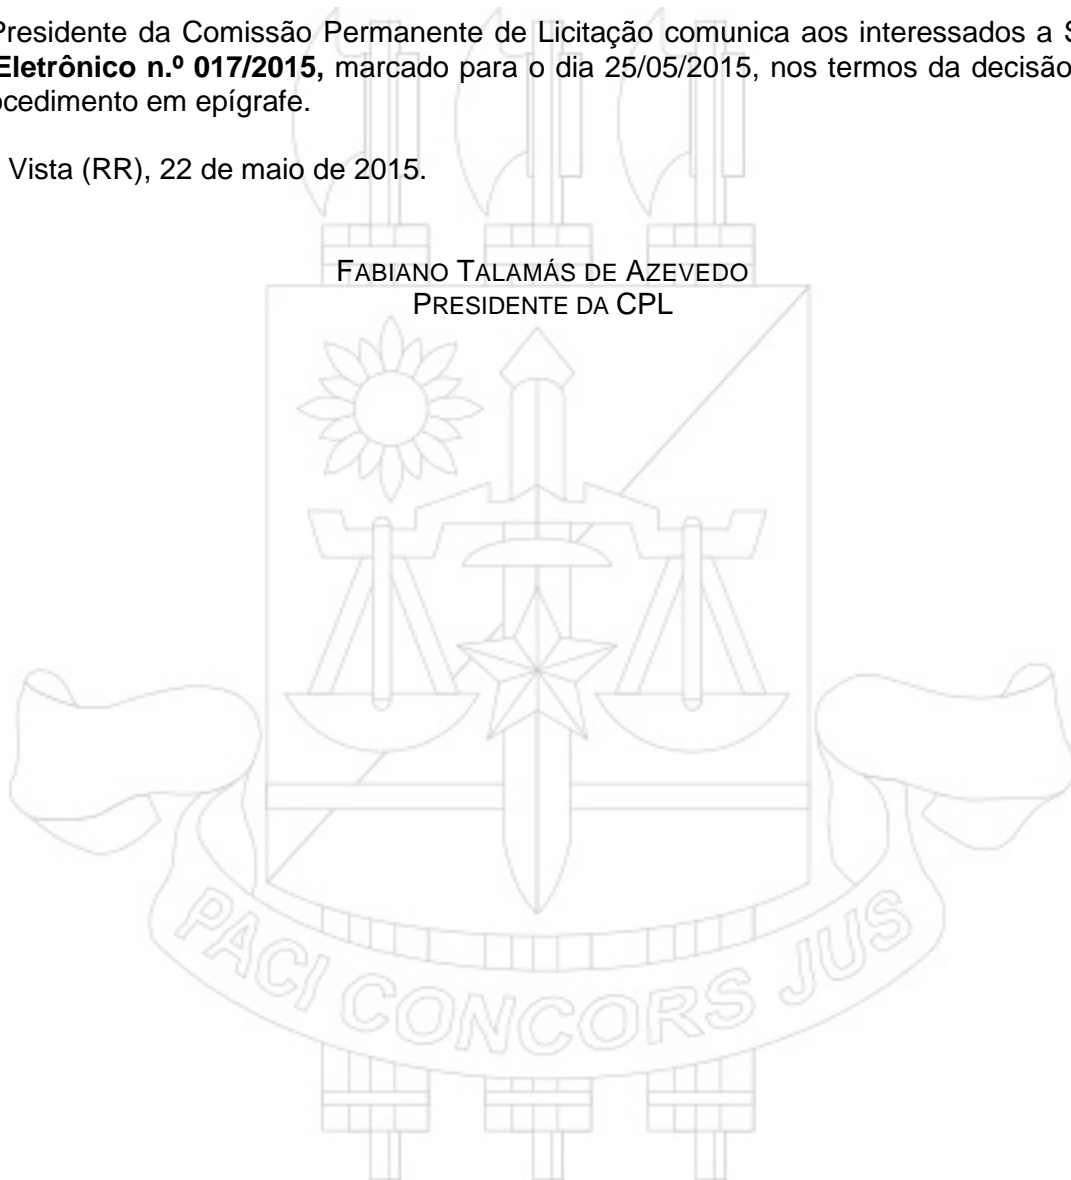 Presidente da Comissão Permanente de Licitação comunica aos interessados a S
Eletrônico n.º 017/2015, marcado para o dia 25/05/2015, nos termos da decisão
ocedimento em epígrafe.
Vista (RR), 22 de maio de 2015.
FABIANO TALAMÁS DE AZEVEDO
PRESIDENTE DA CPL
PACI CONCORS JUS